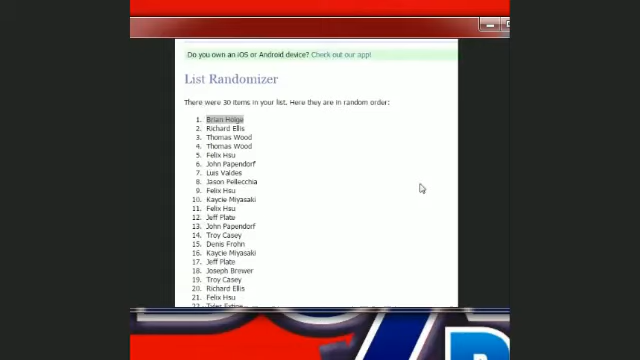 Do you own an iOS or Android device? Check out our app!
List Randomizer
There were 30 items in your list. Here they are in random order:
1. Brian Hoige
2. Richard Ellis
3. Thomas Wood
4. Thomas Wood
5. Felix Hsu
6. John Papendorf
7. Luis Valdes
8. Jason Pellecchia
9. Felix Hsu
10. Kaycie Miyasaki
11. Felix Hsu
12. Jeff Plate
13. John Papendorf
14. Troy Casey
15. Denis Frohn
16. Kaycie Miyasaki
17. Jeff Plate
18. Joseph Brewer
19. Troy Casey
20. Richard Ellis
21. Felix Hsu